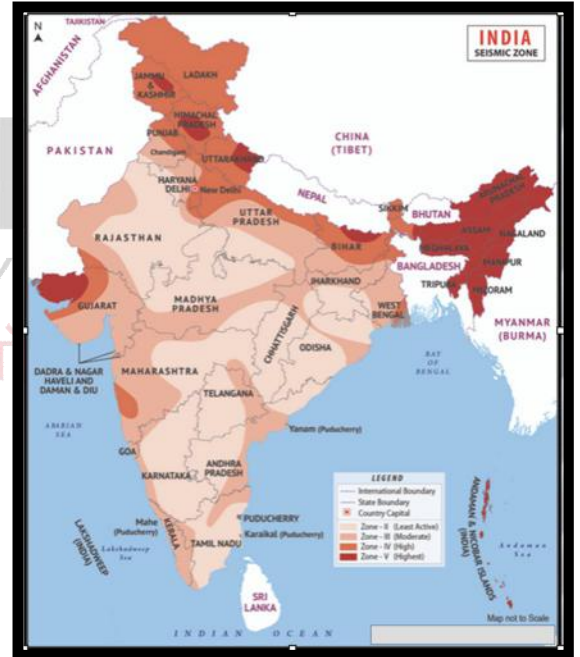 INDIA
SEISMIC ZONE
N
TAJIKISTAN
AFGHANISTAN
JAMMU
&
KASHMIR
LADAKH
HIMACHAL
PRADESH
PUNJAB
Chandigarh
UTTARAKHAND
PAKISTAN
CHINA
(TIBET)
HARYANA
DELHI
New Delhi
NEPAL
UTTAR
PRADESH
SIKKIM
BHUTAN
ARUNACHAL
PRADESH
ASSAM
NAGALAND
RAJASTHAN
BIHAR
MEGHALAYA
BANGLADESH
MANIPUR
JHARKHAND
TRIPURA
MIZORAM
GUJARAT
MADHYA
PRADESH
WEST
BENGAL
CHHATTISGARH
MYANMAR
(BURMA)
ODISHA
DADRA & NAGAR
HAVELI AND
DAMAN & DIU
MAHARASHTRA
BAY
OF
BENGAL
TELANGANA
ARABIAN
SEA
Yanam (Puducherry)
GOA
ANDHRA
PRADESH
KARNATAKA
LEGEND
International Boundary
State Boundary
Country Capital
Zone - II (Least Active)
Zone - III (Moderate)
Zone - IV (High)
Zone - V (Highest)
ANDAMAN & NICOBAR ISLANDS
(INDIA)
Andaman
Sea
LAKSHADWEEP
(INDIA)
Lakshadweep
Sea
Mahe
(Puducherry)
KERALA
PUDUCHERRY
Karaikal (Puducherry)
TAMIL NADU
SRI
LANKA
Map not to Scale
INDIAN OCEAN